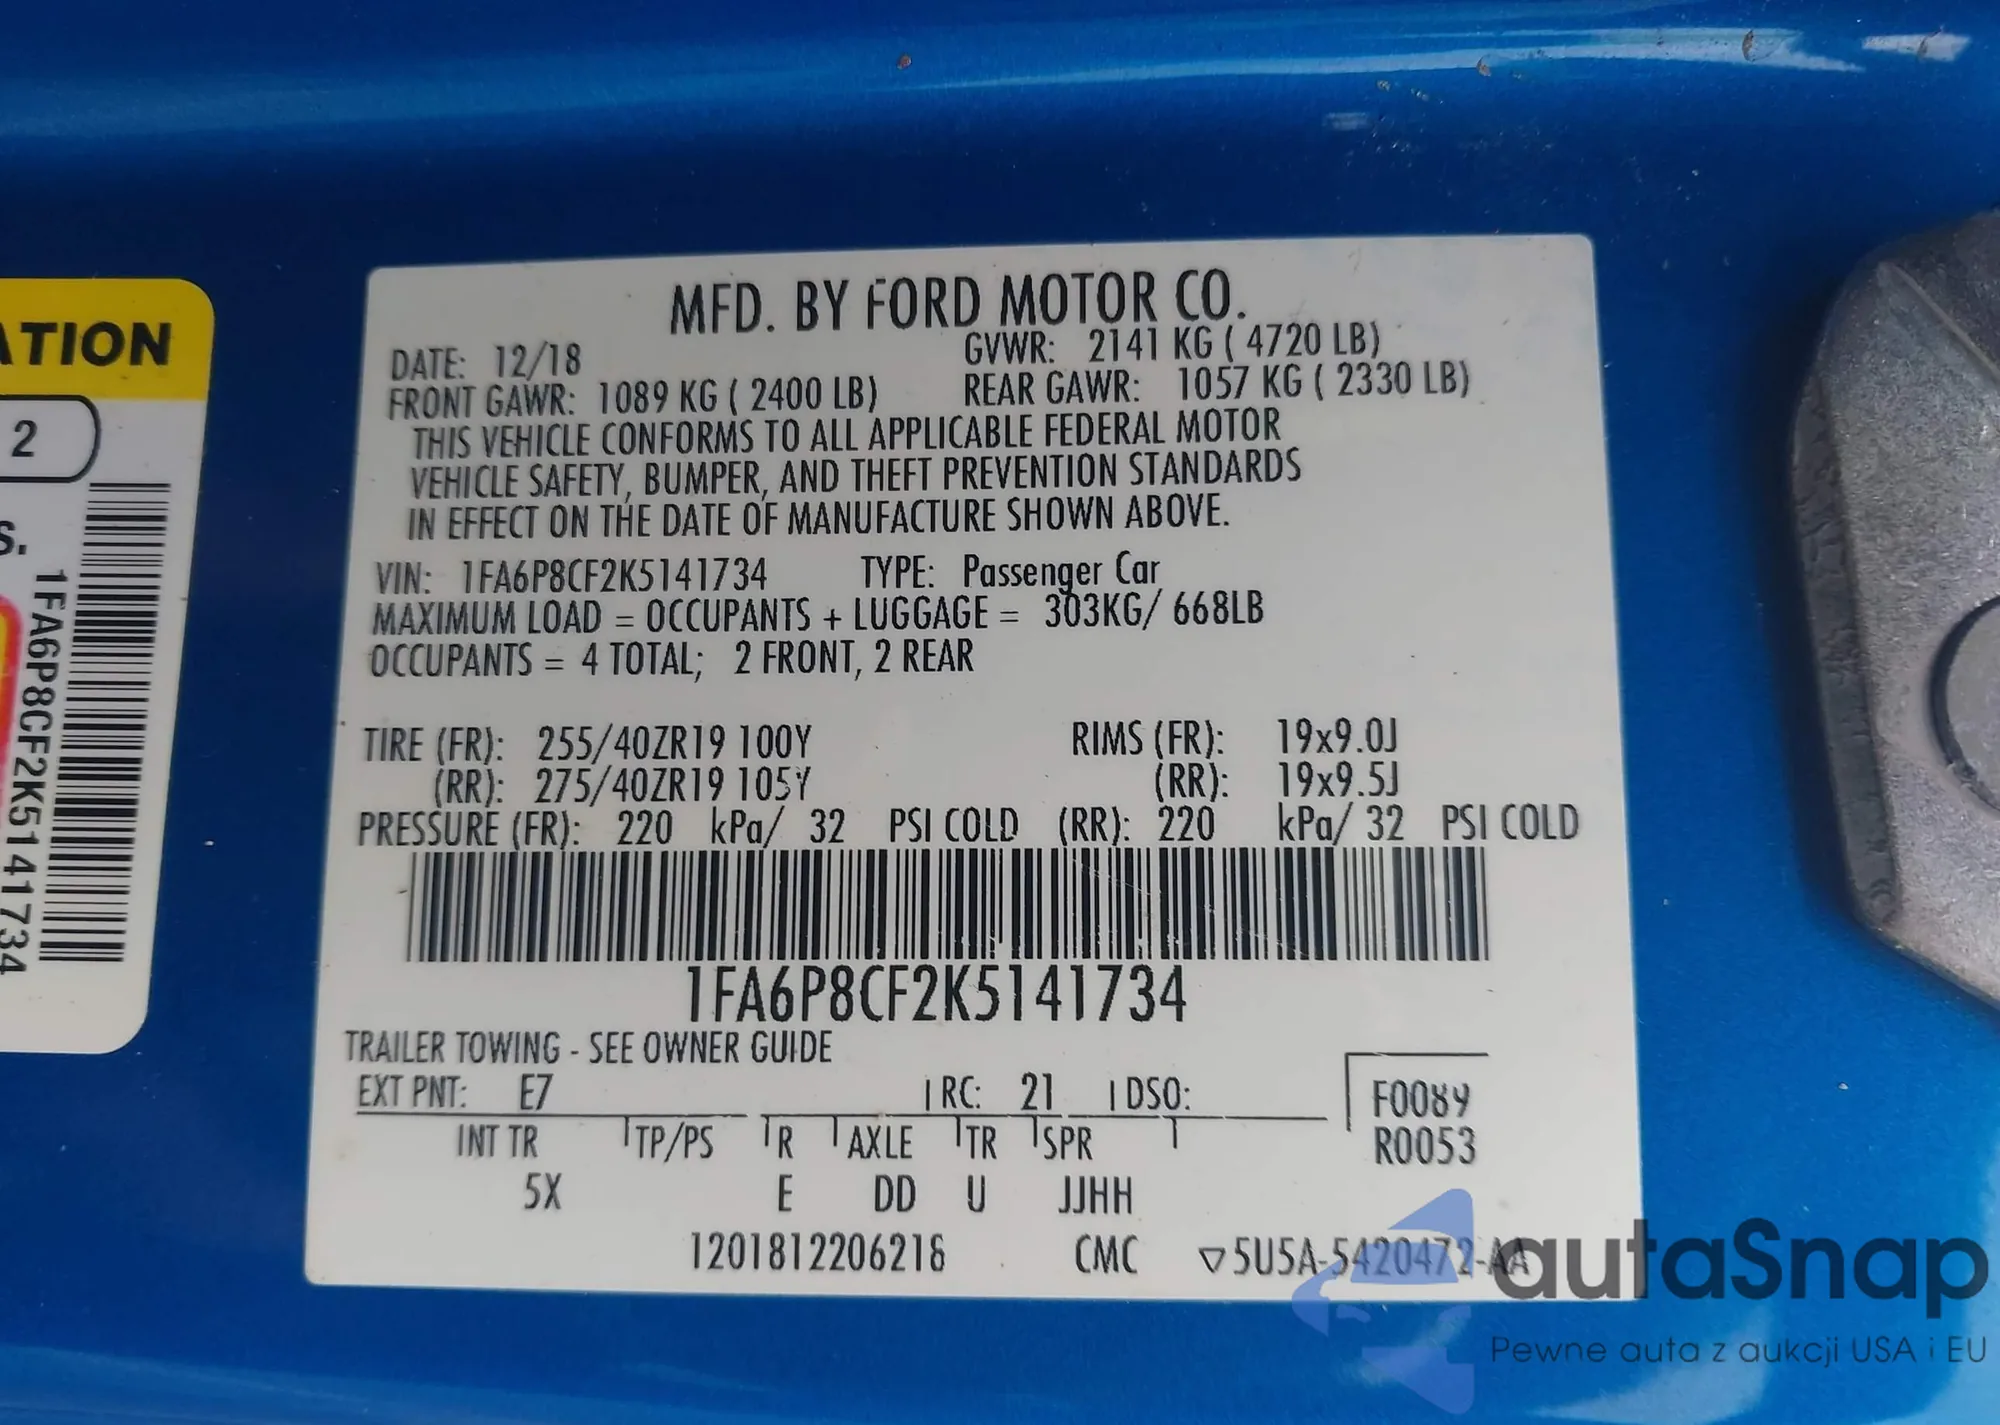 ATION
2
S.
1FA6P8CF2K5141734
MFD. BY FORD MOTOR CO.
DATE: 12/18 GVWR: 2141 KG ( 4720 LB)
FRONT GAWR: 1089 KG ( 2400 LB) REAR GAWR: 1057 KG ( 2330 LB)
THIS VEHICLE CONFORMS TO ALL APPLICABLE FEDERAL MOTOR
VEHICLE SAFETY, BUMPER, AND THEFT PREVENTION STANDARDS
IN EFFECT ON THE DATE OF MANUFACTURE SHOWN ABOVE.
VIN: 1FA6P8CF2K5141734 TYPE: Passenger Car
MAXIMUM LOAD = OCCUPANTS + LUGGAGE = 303KG/ 668LB
OCCUPANTS = 4 TOTAL; 2 FRONT, 2 REAR
TIRE (FR): 255/40ZR19 100Y RIMS (FR): 19x9.0J
(RR): 275/40ZR19 105Y (RR): 19x9.5J
PRESSURE (FR): 220 kPa/ 32 PSI COLD (RR): 220 kPa/ 32 PSI COLD
1FA6P8CF2K5141734
TRAILER TOWING - SEE OWNER GUIDE
EXT PNT: E7 RC: 21 DSO: F0089
INT TR TP/PS R AXLE TR SPR R0053
5X E DD U JJHH
1201812206216 CMC ▽5U5A-5420472-AA
autaSnap
Pewne auta z aukcji USA i EU